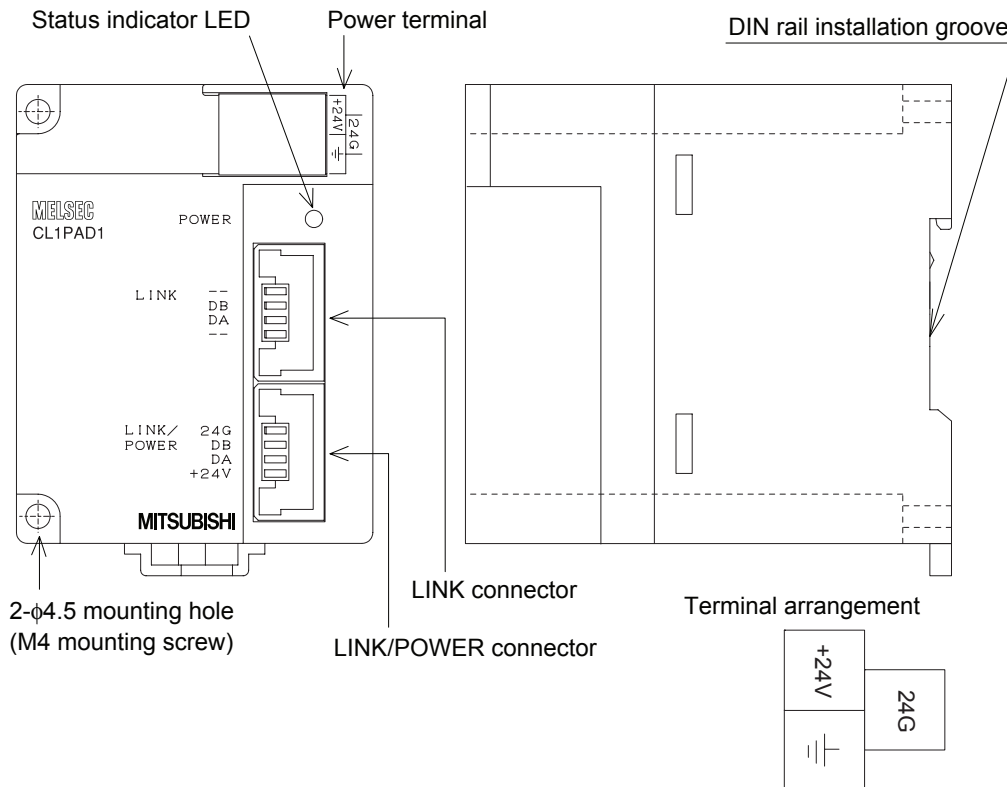 Status indicator LED
Power terminal
DIN rail installation groove
+24V
24G
MELSEC
CL1PAD1
POWER
LINK
--
DB
DA
--
LINK/ 24G
POWER DB
DA
+24V
MITSUBISHI
LINK connector
2-ϕ4.5 mounting hole
(M4 mounting screw)
LINK/POWER connector
Terminal arrangement
+24V
24G